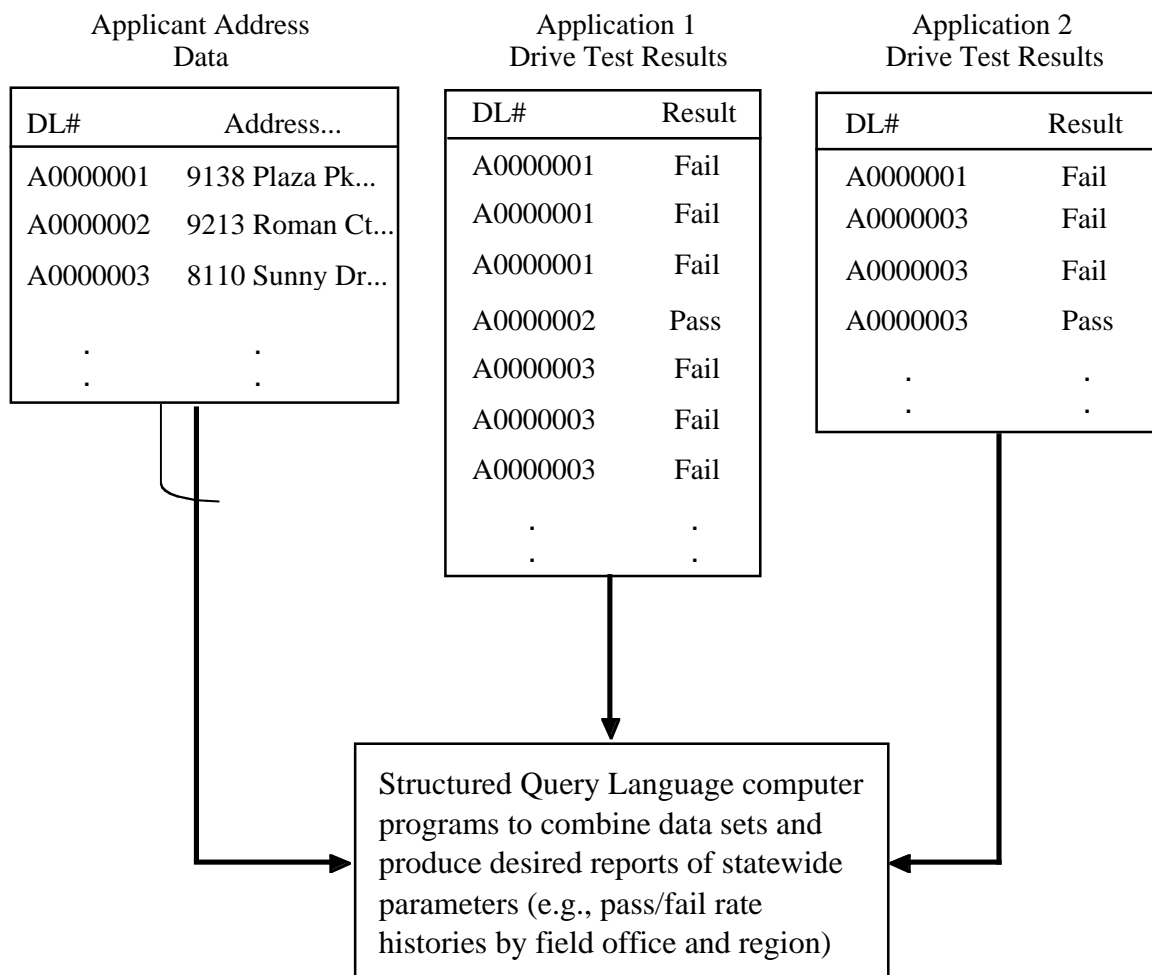 Applicant Address
Data
DL# Address...
A0000001 9138 Plaza Pk...
A0000002 9213 Roman Ct...
A0000003 8110 Sunny Dr...
. .
. .
Application 1
Drive Test Results
DL# Result
A0000001 Fail
A0000001 Fail
A0000001 Fail
A0000002 Pass
A0000003 Fail
A0000003 Fail
A0000003 Fail
. .
. .
Application 2
Drive Test Results
DL# Result
A0000001 Fail
A0000003 Fail
A0000003 Fail
A0000003 Pass
. .
. .
Structured Query Language computer
programs to combine data sets and
produce desired reports of statewide
parameters (e.g., pass/fail rate
histories by field office and region)